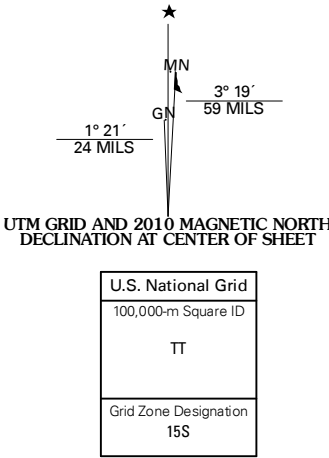 MN
3° 19´
59 MILS
GN
1° 21´
24 MILS
UTM GRID AND 2010 MAGNETIC NORTH
DECLINATION AT CENTER OF SHEET
U.S. National Grid
100,000-m Square ID
TT
Grid Zone Designation
15S